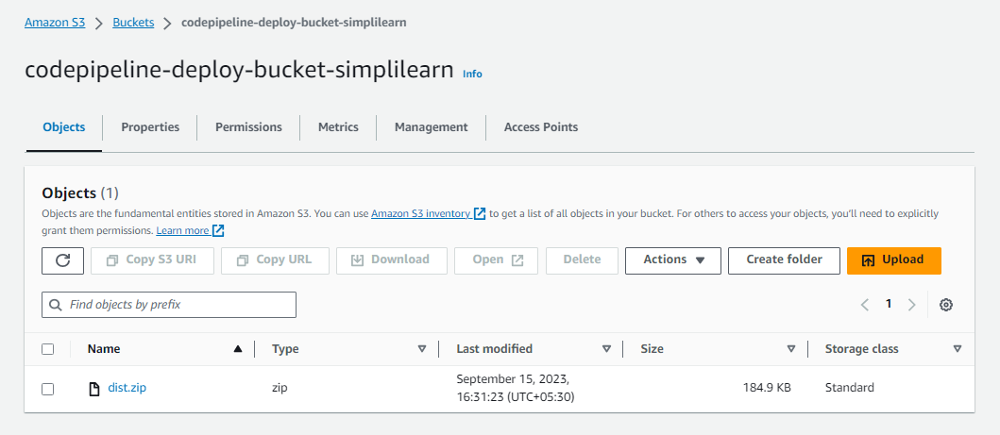 Amazon S3 > Buckets > codepipeline-deploy-bucket-simplilearn
codepipeline-deploy-bucket-simplilearn Info
Objects Properties Permissions Metrics Management Access Points
Objects (1)
Objects are the fundamental entities stored in Amazon S3. You can use Amazon S3 inventory to get a list of all objects in your bucket. For others to access your objects, you'll need to explicitly
grant them permissions. Learn more
Copy S3 URI Copy URL Download Open Delete Actions Create folder Upload
Find objects by prefix 1
Name Type Last modified Size Storage class
dist.zip zip September 15, 2023, 184.9 KB Standard
16:31:23 (UTC+05:30)